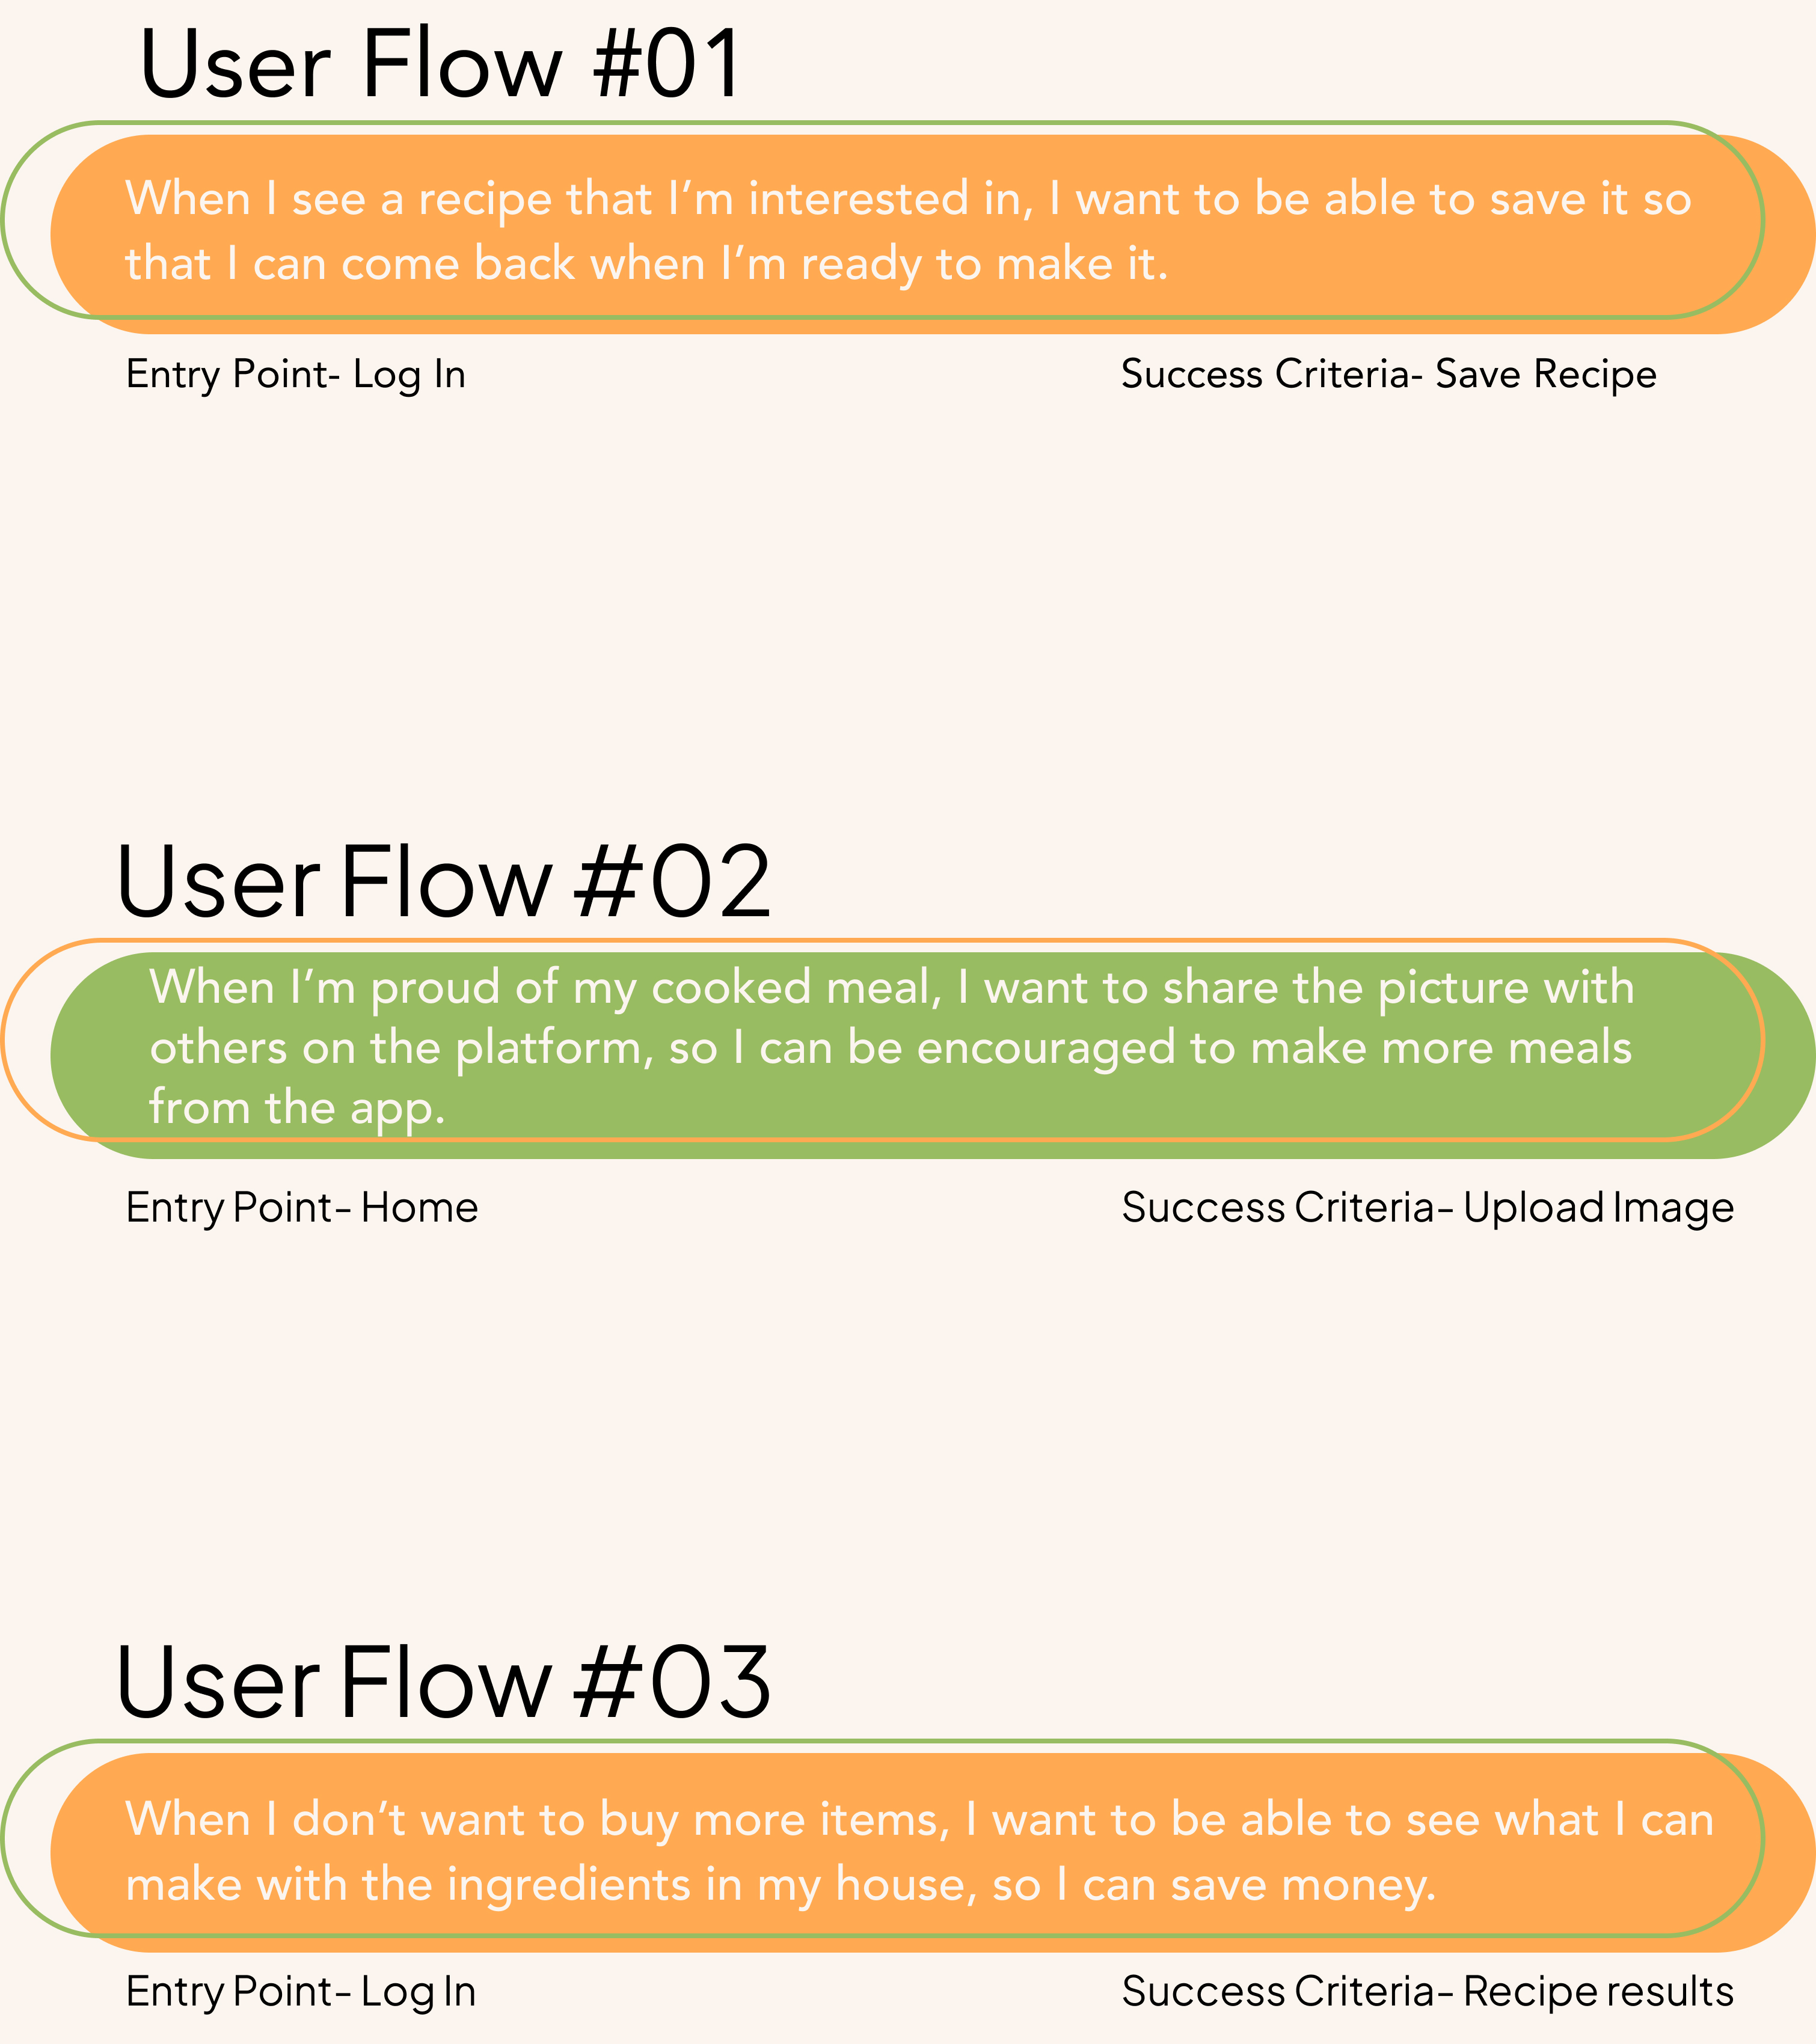 User Flow #01
When I see a recipe that I’m interested in, I want to be able to save it so
that I can come back when I’m ready to make it.
Entry Point- Log In
Success Criteria- Save Recipe
User Flow #02
When I’m proud of my cooked meal, I want to share the picture with
others on the platform, so I can be encouraged to make more meals
from the app.
Entry Point- Home
Success Criteria- Upload Image
User Flow #03
When I don’t want to buy more items, I want to be able to see what I can
make with the ingredients in my house, so I can save money.
Entry Point- Log In
Success Criteria- Recipe results